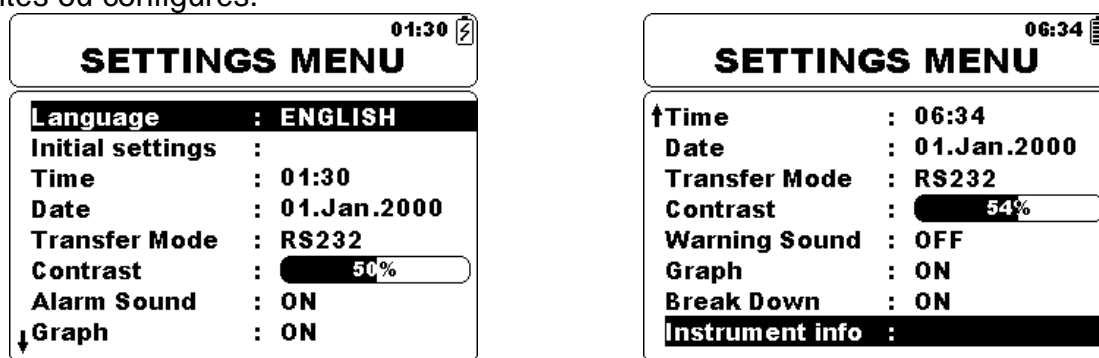 ou configurés.
01:30
SETTINGS MENU
Language : ENGLISH
Initial settings :
Time : 01:30
Date : 01.Jan.2000
Transfer Mode : RS232
Contrast : 50%
Alarm Sound : ON
Graph : ON
06:34
SETTINGS MENU
Time : 06:34
Date : 01.Jan.2000
Transfer Mode : RS232
Contrast : 54%
Warning Sound : OFF
Graph : ON
Break Down : ON
Instrument info :